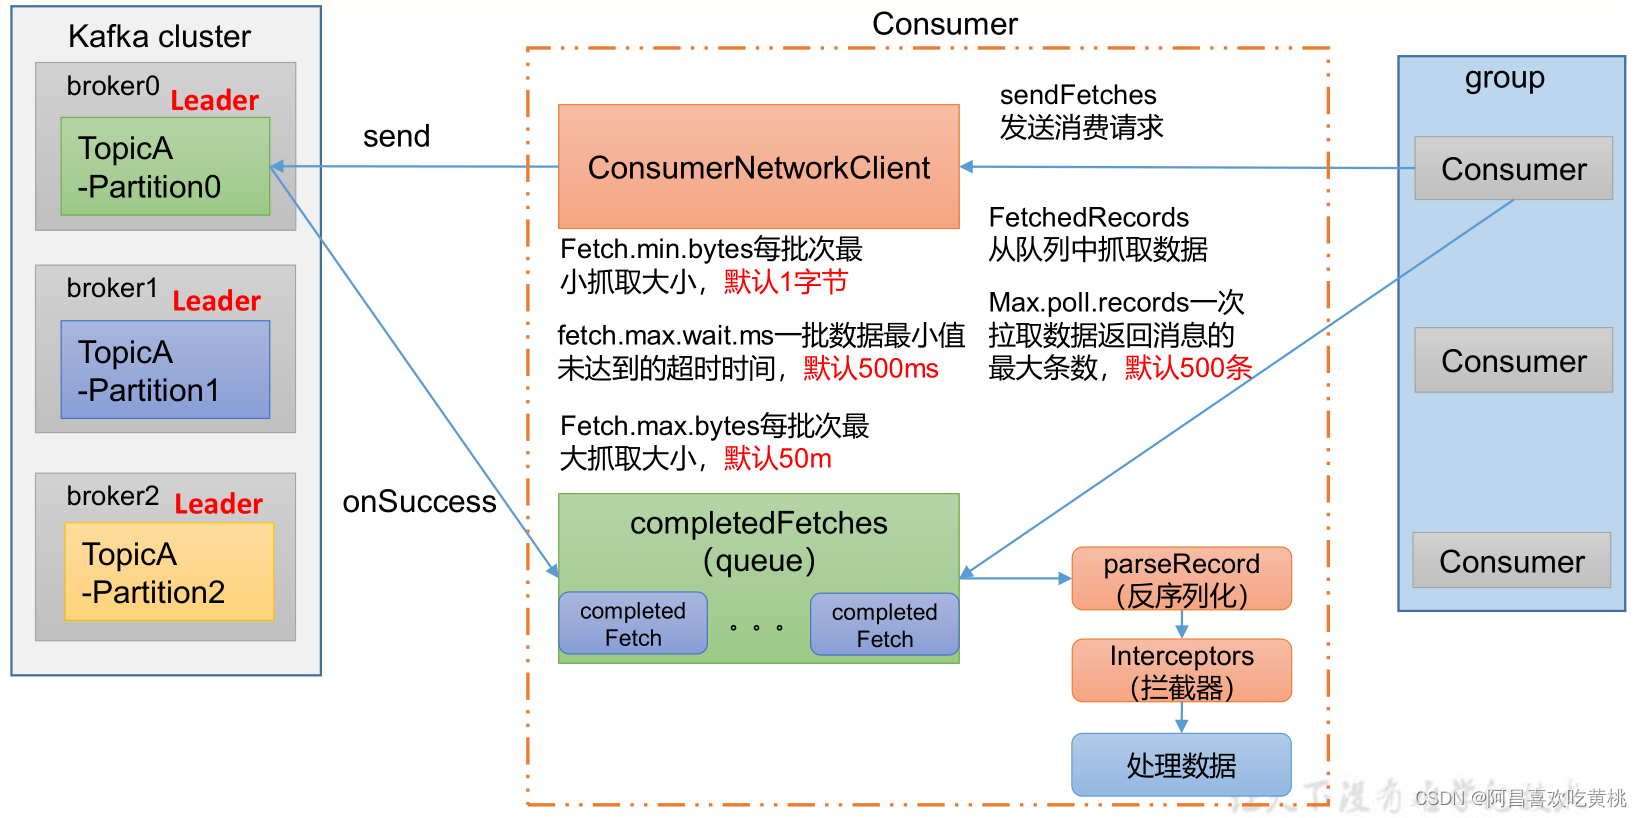 Consumer
Kafka cluster
broker0
Leader
TopicA
-Partition0
broker1
Leader
TopicA
-Partition1
broker2
Leader
TopicA
-Partition2
send
onSuccess
ConsumerNetworkClient
Fetch.min.bytes每批次最
小抓取大小，默认1字节
fetch.max.wait.ms一批数据最小值
未达到的超时时间，默认500ms
Fetch.max.bytes每批次最
大抓取大小，默认50m
completedFetches
（queue）
completed
Fetch
。。。
completed
Fetch
sendFetches
发送消费请求
FetchedRecords
从队列中抓取数据
Max.poll.records一次
拉取数据返回消息的
最大条数，默认500条
parseRecord
（反序列化）
Interceptors
（拦截器）
处理数据
group
Consumer
Consumer
Consumer
CSDN @阿昌喜欢吃黄桃